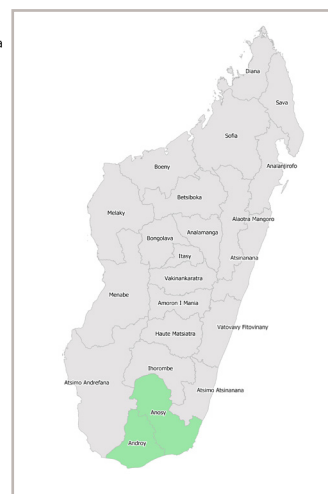 a
Diana
Sava
Sofia
Analanjirofo
Boeny
Betsiboka
Melaky
Alaotra Mangoro
Bongolava
Analamanga
Itasy
Atsinanana
Vakinankaratra
Menabe
Amoron I Mania
Vatovavy Fitovinany
Haute Matsiatra
Ihorombe
Atsimo Andrefana
Atsimo Atsinanana
Anosy
Androy